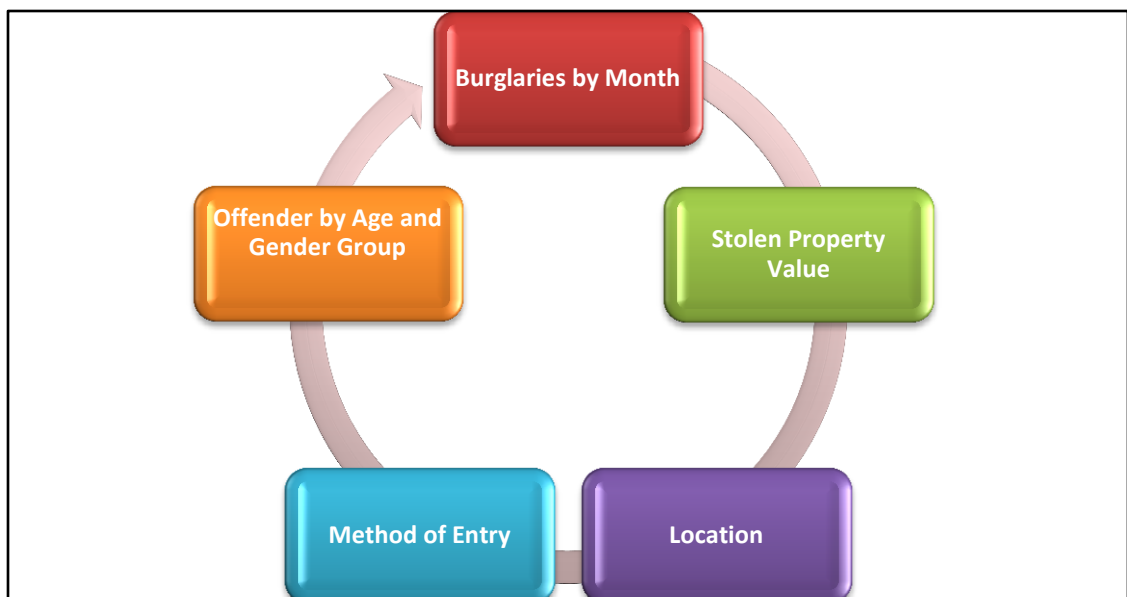 Burglaries by Month
Stolen Property
Value
Location
Method of Entry
Offender by Age and
Gender Group